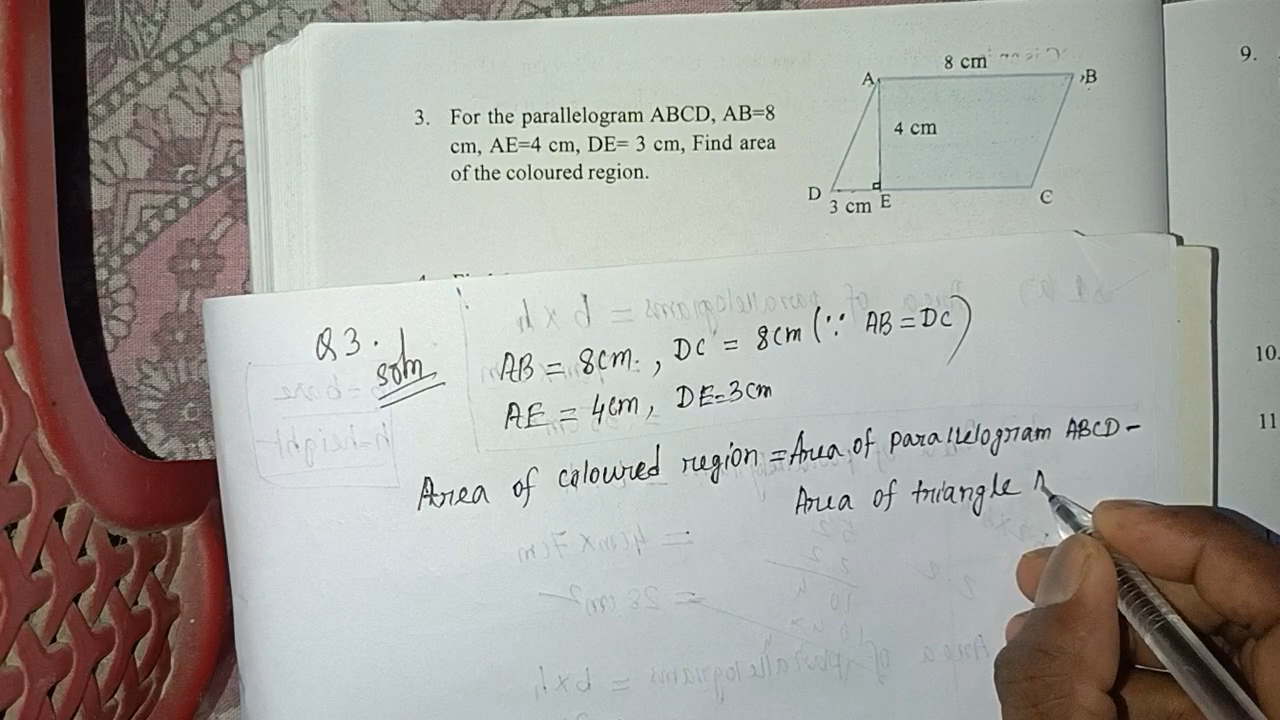 3. For the parallelogram ABCD, AB=8
cm, AE=4 cm, DE= 3 cm, Find area
of the coloured region.
8 cm
A
B
4 cm
D
3 cm
E
C
9.
10.
11
Q3.
soln
AB = 8cm., DC = 8cm (∵ AB = DC)
AE = 4cm, DE=3cm
Area of coloured region = Area of parallelogram ABCD -
Area of triangle